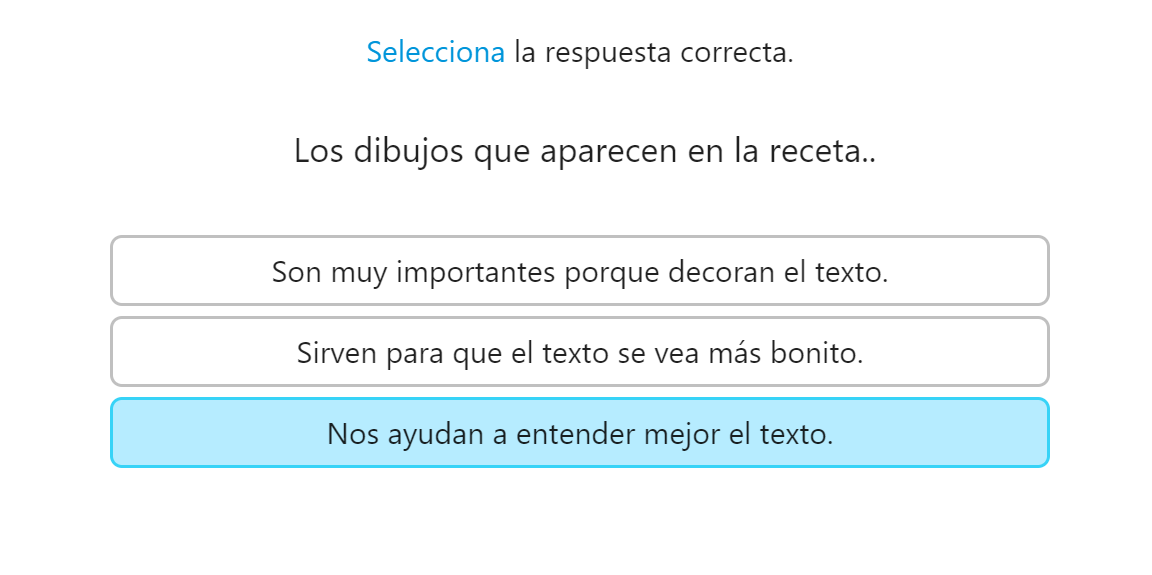 Selecciona la respuesta correcta.
Los dibujos que aparecen en la receta..
Son muy importantes porque decoran el texto.
Sirven para que el texto se vea más bonito.
Nos ayudan a entender mejor el texto.